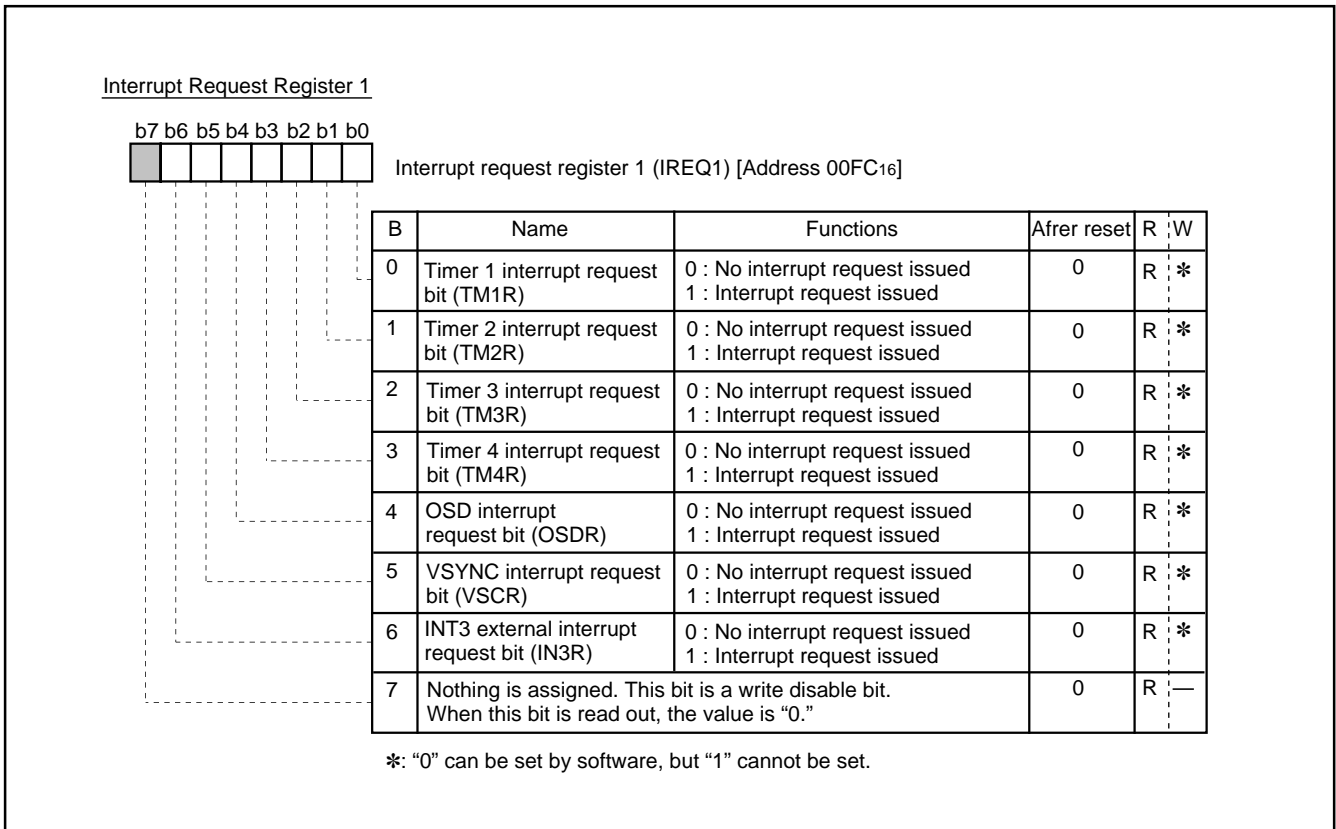 Interrupt Request Register 1
b7 b6 b5 b4 b3 b2 b1 b0
Interrupt request register 1 (IREQ1) [Address 00FC16]
B Name Functions Afrer reset R W
0 Timer 1 interrupt request bit (TM1R) 0 : No interrupt request issued 0 R ✻
1 : Interrupt request issued
1 Timer 2 interrupt request bit (TM2R) 0 : No interrupt request issued 0 R ✻
1 : Interrupt request issued
2 Timer 3 interrupt request bit (TM3R) 0 : No interrupt request issued 0 R ✻
1 : Interrupt request issued
3 Timer 4 interrupt request bit (TM4R) 0 : No interrupt request issued 0 R ✻
1 : Interrupt request issued
4 OSD interrupt request bit (OSDR) 0 : No interrupt request issued 0 R ✻
1 : Interrupt request issued
5 VSYNC interrupt request bit (VSCR) 0 : No interrupt request issued 0 R ✻
1 : Interrupt request issued
6 INT3 external interrupt request bit (IN3R) 0 : No interrupt request issued 0 R ✻
1 : Interrupt request issued
7 Nothing is assigned. This bit is a write disable bit. 0 R —
When this bit is read out, the value is “0.”
✻: “0” can be set by software, but “1” cannot be set.